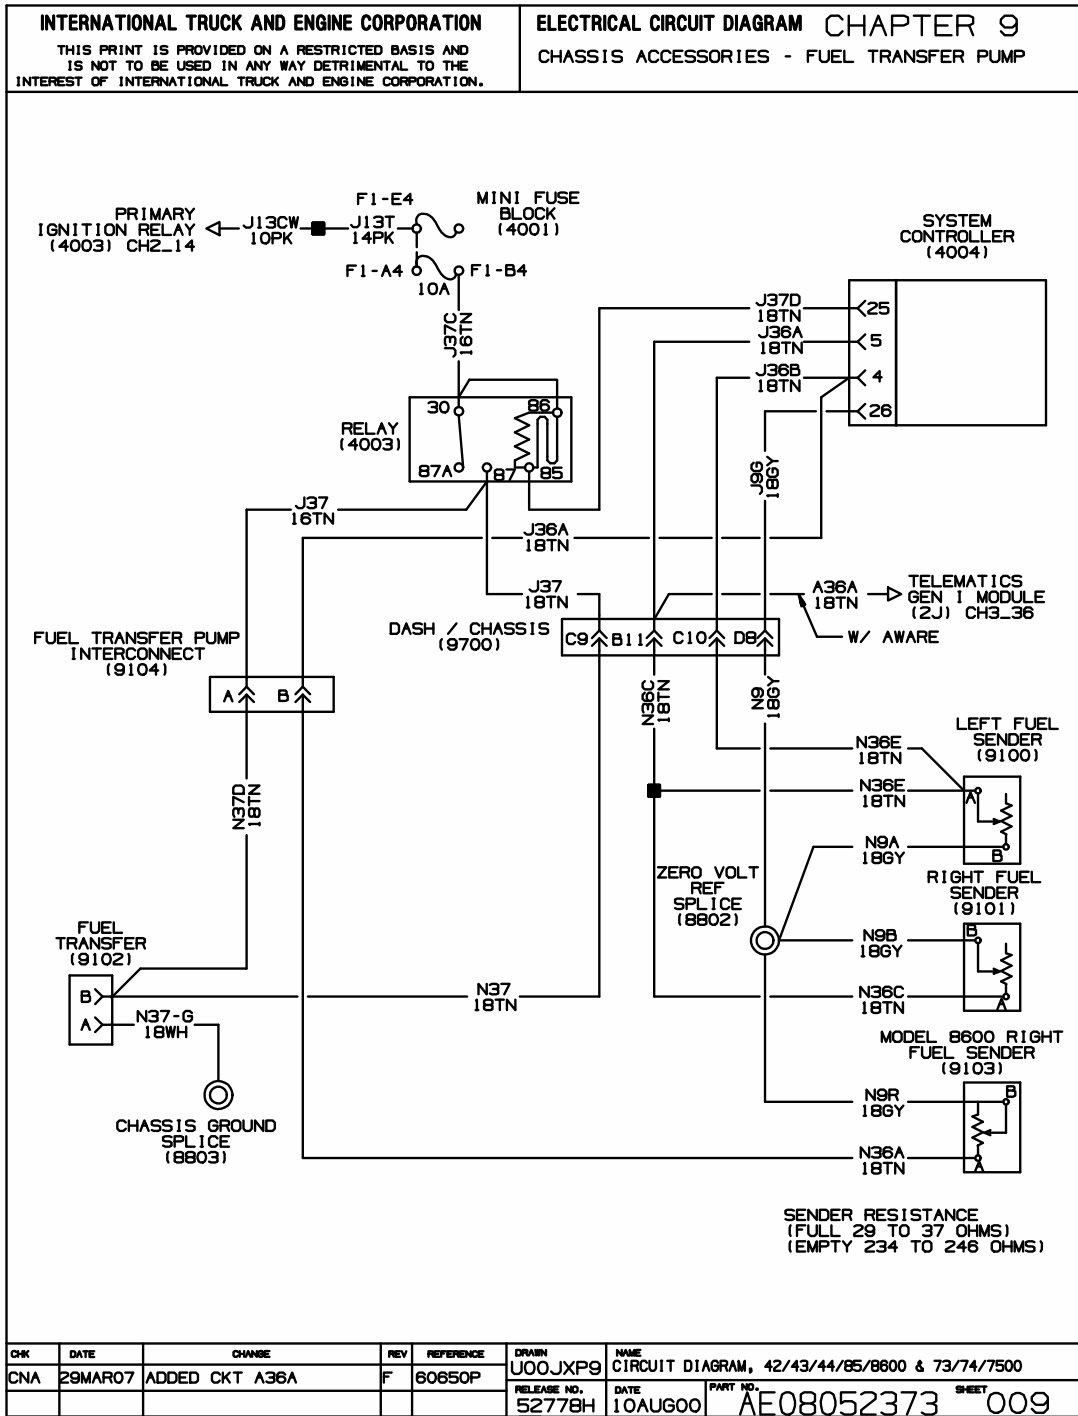 INTERNATIONAL TRUCK AND ENGINE CORPORATION
THIS PRINT IS PROVIDED ON A RESTRICTED BASIS AND
IS NOT TO BE USED IN ANY WAY DETRIMENTAL TO THE
INTEREST OF INTERNATIONAL TRUCK AND ENGINE CORPORATION.
ELECTRICAL CIRCUIT DIAGRAM CHAPTER 9
CHASSIS ACCESSORIES - FUEL TRANSFER PUMP
PRIMARY
IGNITION RELAY
(4003) CH2_14
J13CW
10PK
J13T
14PK
F1-E4
MINI FUSE
BLOCK
(4001)
F1-A4
F1-B4
10A
J37C
16TN
SYSTEM
CONTROLLER
(4004)
J37D
18TN
25
J36A
18TN
5
J36B
18TN
4
26
J9G
18GY
RELAY
(4003)
30
86
87A
87
85
J37
16TN
J36A
18TN
J37
18TN
A36A
18TN
TELEMATICS
GEN I MODULE
(2J) CH3_36
W/ AWARE
DASH / CHASSIS
(9700)
C9
B11
C10
D8
FUEL TRANSFER PUMP
INTERCONNECT
(9104)
A
B
N36C
18TN
N9
18GY
N37D
18TN
LEFT FUEL
SENDER
(9100)
N36E
18TN
N36E
18TN
A
N9A
18GY
B
ZERO VOLT
REF
SPLICE
(8802)
RIGHT FUEL
SENDER
(9101)
N9B
18GY
B
N36C
18TN
A
FUEL
TRANSFER
(9102)
B
A
N37
18TN
N37-G
18WH
CHASSIS GROUND
SPLICE
(8803)
MODEL 8600 RIGHT
FUEL SENDER
(9103)
N9R
18GY
B
N36A
18TN
A
SENDER RESISTANCE
(FULL 29 TO 37 OHMS)
(EMPTY 234 TO 246 OHMS)
CHK DATE CHANGE REV REFERENCE
CNA 29MAR07 ADDED CKT A36A F 60650P
DRAWN
U00JXP9
NAME
CIRCUIT DIAGRAM, 42/43/44/85/8600 & 73/74/7500
RELEASE NO.
52778H
DATE
10AUG00
PART NO.
AE08052373
SHEET
009